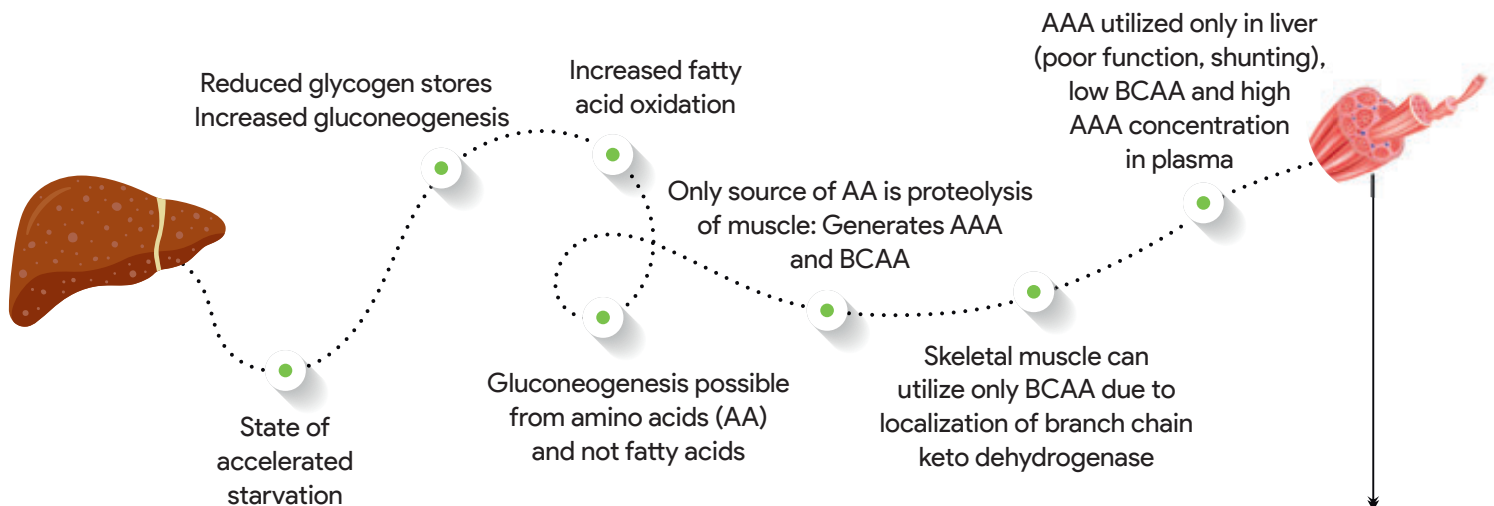 State of
accelerated
starvation
Reduced glycogen stores
Increased gluconeogenesis
Increased fatty
acid oxidation
Gluconeogenesis possible
from amino acids (AA)
and not fatty acids
Only source of AA is proteolysis
of muscle: Generates AAA
and BCAA
Skeletal muscle can
utilize only BCAA due to
localization of branch chain
keto dehydrogenase
AAA utilized only in liver
(poor function, shunting),
low BCAA and high
AAA concentration
in plasma